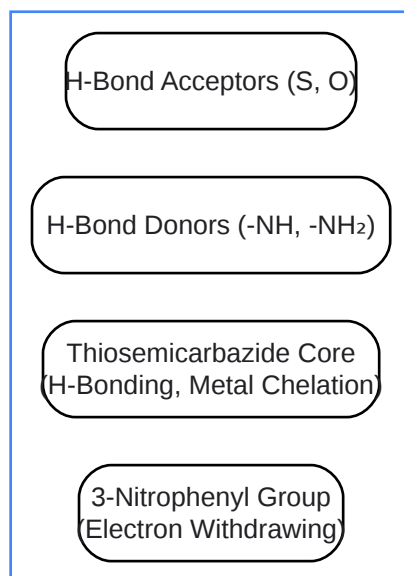 H-Bond Acceptors (S, O)
H-Bond Donors (-NH, -NH₂)
Thiosemicarbazide Core
(H-Bonding, Metal Chelation)
3-Nitrophenyl Group
(Electron Withdrawing)